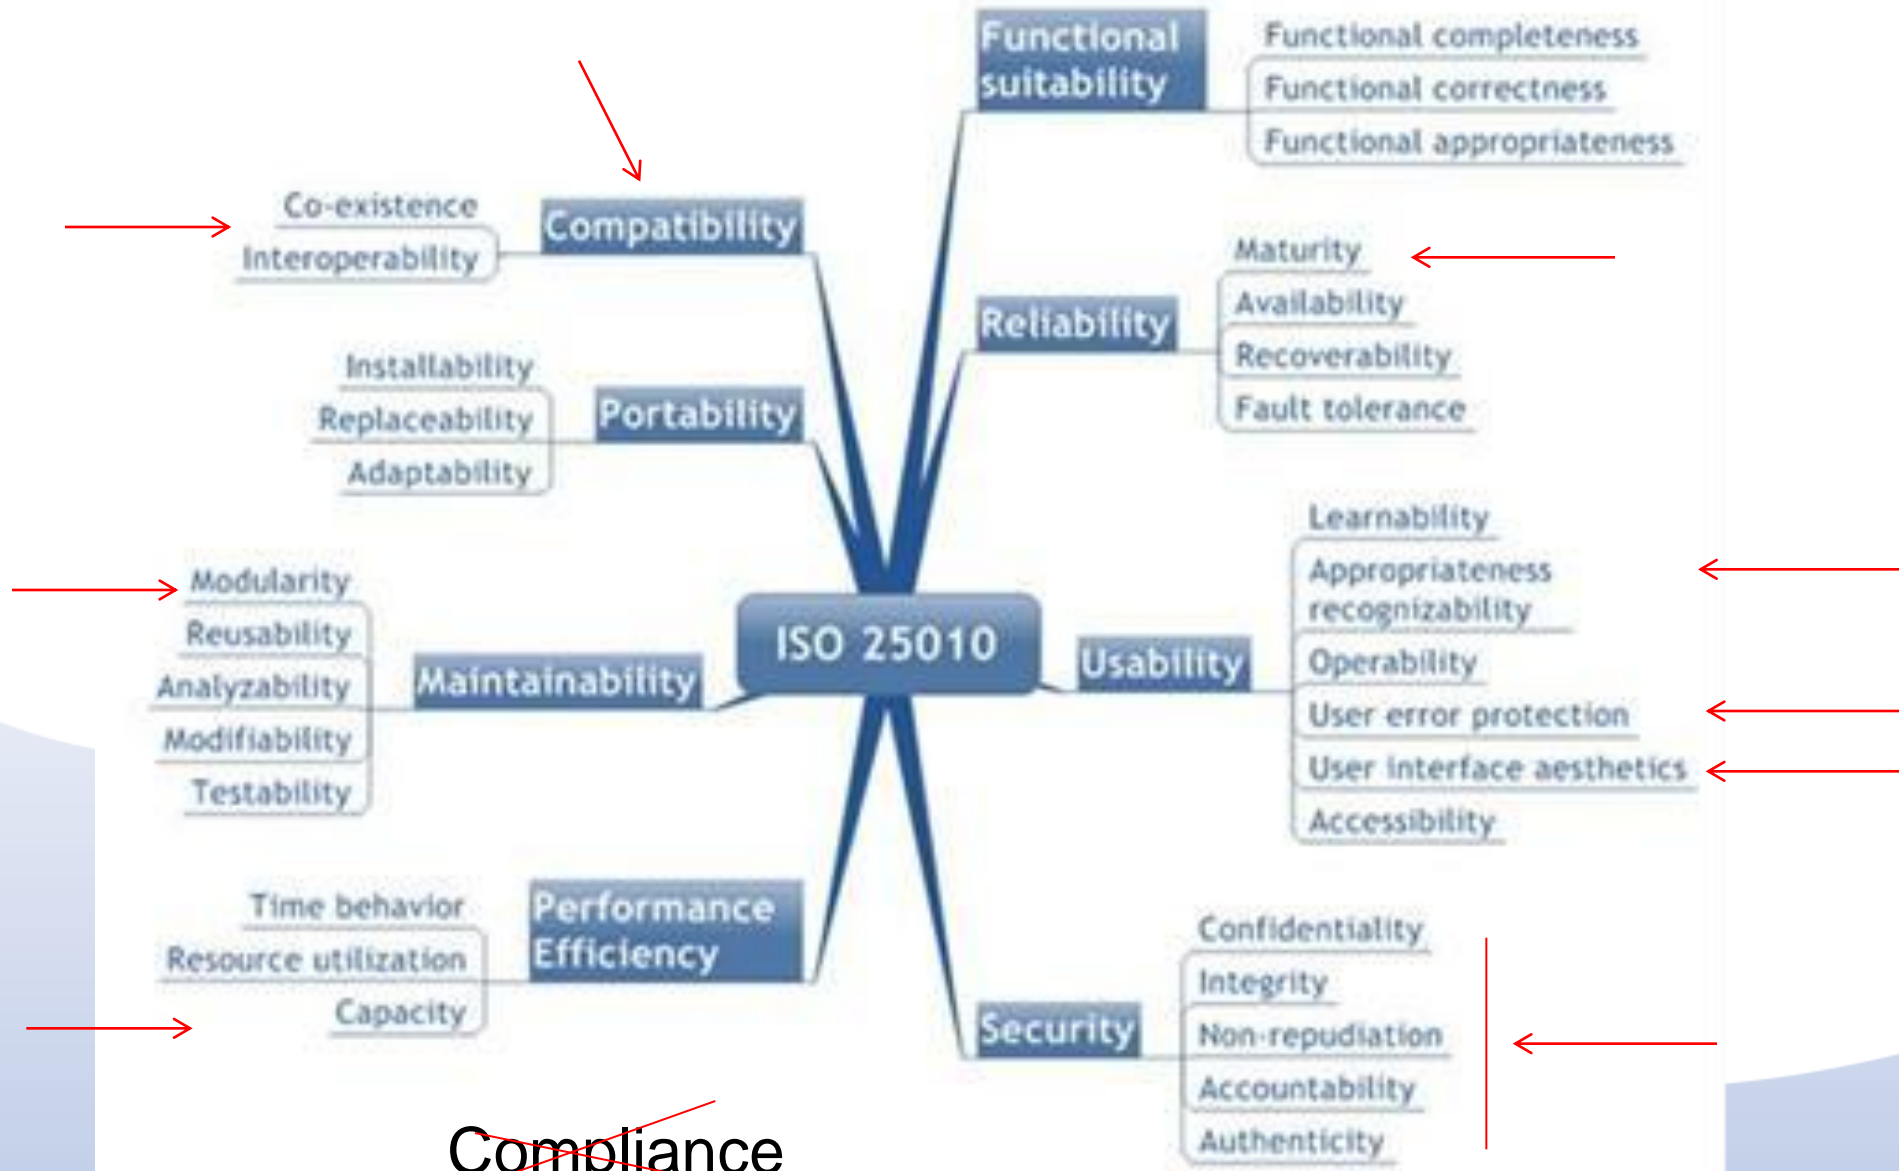 Functional
suitability
Functional completeness
Functional correctness
Functional appropriateness
Co-existence
Interoperability
Compatibility
Maturity
Availability
Recoverability
Fault tolerance
Reliability
Installability
Replaceability
Adaptability
Portability
Learnability
Appropriateness
recognizability
Operability
User error protection
User interface aesthetics
Accessibility
Usability
ISO 25010
Modularity
Reusability
Analyzability
Modifiability
Testability
Maintainability
Time behavior
Resource utilization
Capacity
Performance
Efficiency
Confidentiality
Integrity
Non-repudiation
Accountability
Authenticity
Security
Compliance